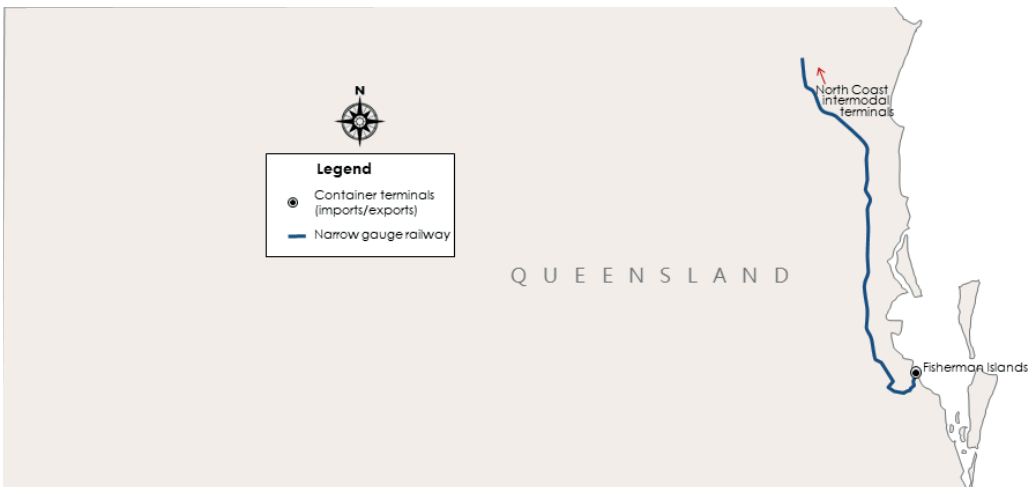 North Coast
intermodal
terminals
N
Legend
Container terminals
(imports/exports)
Narrow gauge railway
QUEENSLAND
Fisherman Islands